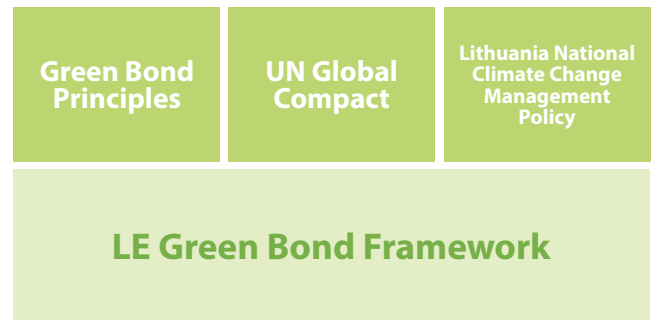 Green Bond
Principles
UN Global
Compact
Lithuania National
Climate Change
Management
Policy
LE Green Bond Framework